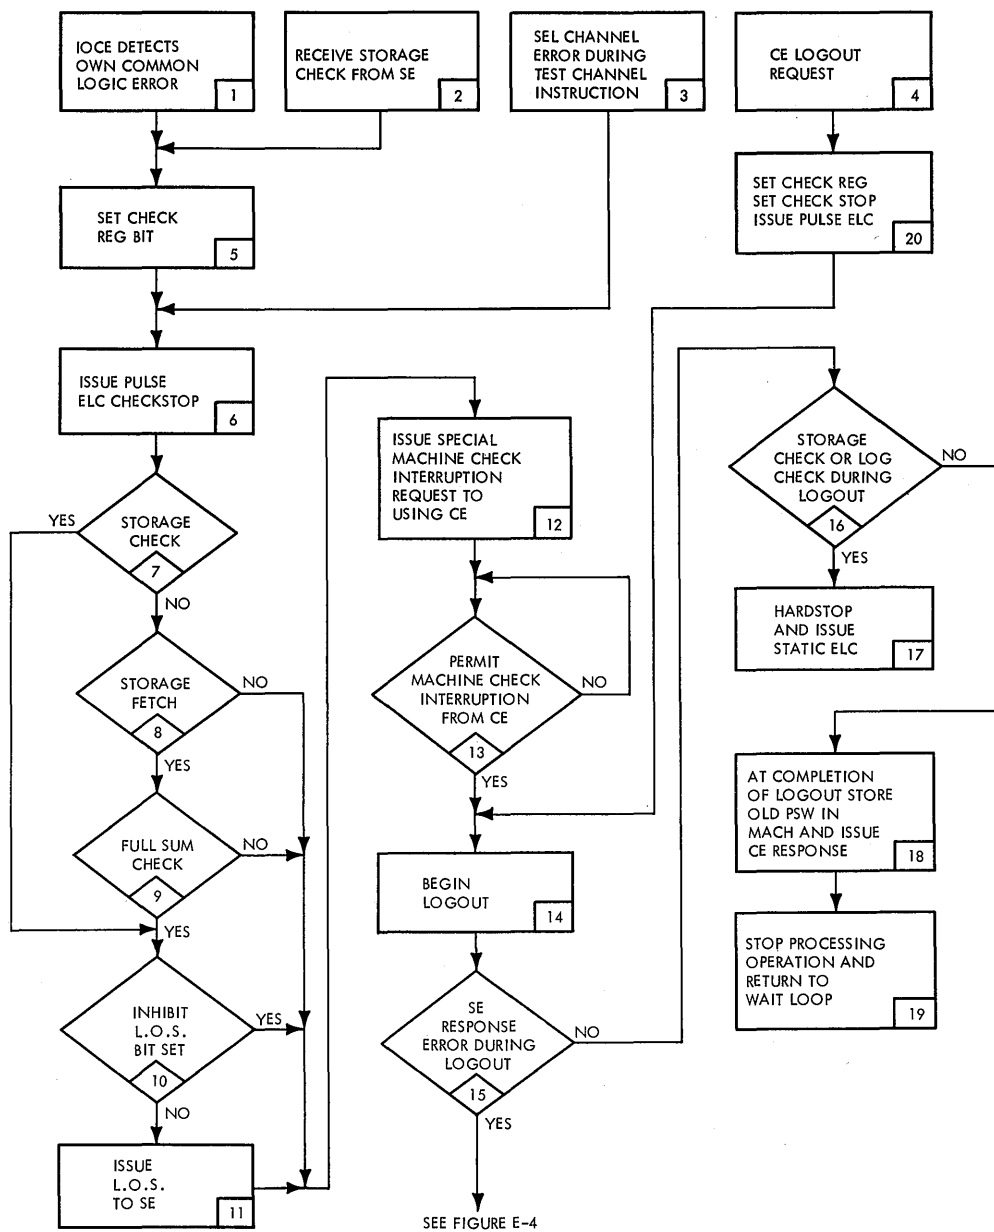 IOCE DETECTS
OWN COMMON
LOGIC ERROR
1
RECEIVE STORAGE
CHECK FROM SE
2
SEL CHANNEL
ERROR DURING
TEST CHANNEL
INSTRUCTION
3
CE LOGOUT
REQUEST
4
SET CHECK
REG BIT
5
SET CHECK REG
SET CHECK STOP
ISSUE PULSE ELC
20
ISSUE PULSE
ELC CHECKSTOP
6
STORAGE
CHECK
7
YES
NO
STORAGE
FETCH
8
NO
YES
FULL SUM
CHECK
9
NO
YES
INHIBIT
L.O.S.
BIT SET
10
YES
NO
ISSUE
L.O.S.
TO SE
11
ISSUE SPECIAL
MACHINE CHECK
INTERRUPTION
REQUEST TO
USING CE
12
PERMIT
MACHINE CHECK
INTERRUPTION
FROM CE
13
NO
YES
BEGIN
LOGOUT
14
SE
RESPONSE
ERROR DURING
LOGOUT
15
NO
YES
SEE FIGURE E-4
STORAGE
CHECK OR LOG
CHECK DURING
LOGOUT
16
NO
YES
HARDSTOP
AND ISSUE
STATIC ELC
17
AT COMPLETION
OF LOGOUT STORE
OLD PSW IN
MACH AND ISSUE
CE RESPONSE
18
STOP PROCESSING
OPERATION AND
RETURN TO
WAIT LOOP
19